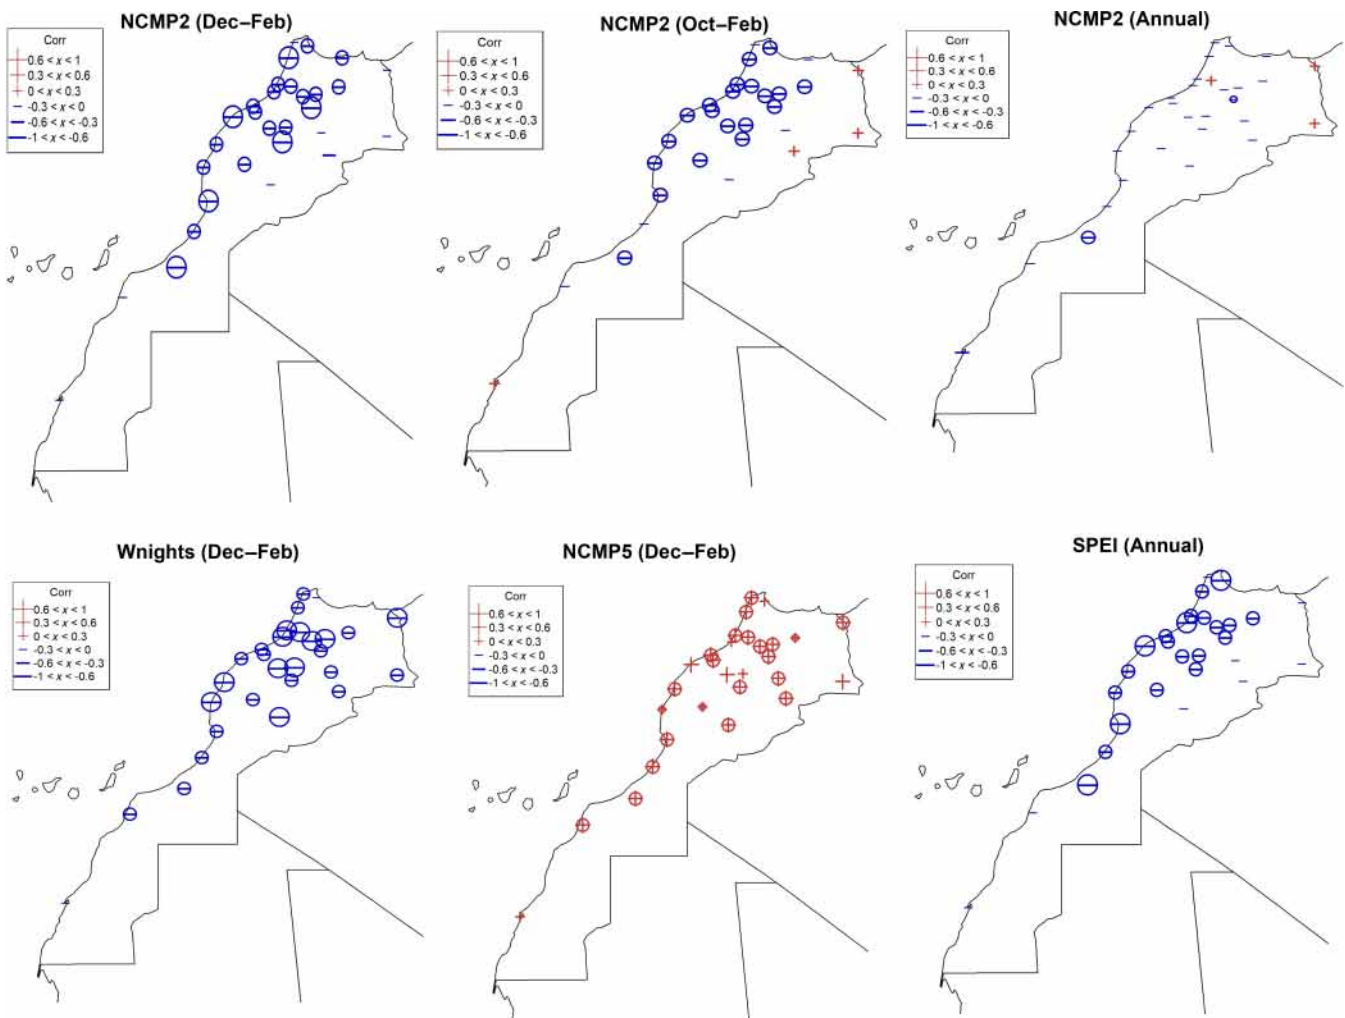 NCMP2 (Dec–Feb)
Corr
0.6 < x < 1
0.3 < x < 0.6
0 < x < 0.3
-0.3 < x < 0
-0.6 < x < -0.3
-1 < x < -0.6
NCMP2 (Oct–Feb)
Corr
0.6 < x < 1
0.3 < x < 0.6
0 < x < 0.3
-0.3 < x < 0
-0.6 < x < -0.3
-1 < x < -0.6
NCMP2 (Annual)
Corr
0.6 < x < 1
0.3 < x < 0.6
0 < x < 0.3
-0.3 < x < 0
-0.6 < x < -0.3
-1 < x < -0.6
Wnights (Dec–Feb)
Corr
0.6 < x < 1
0.3 < x < 0.6
0 < x < 0.3
-0.3 < x < 0
-0.6 < x < -0.3
-1 < x < -0.6
NCMP5 (Dec–Feb)
Corr
0.6 < x < 1
0.3 < x < 0.6
0 < x < 0.3
-0.3 < x < 0
-0.6 < x < -0.3
-1 < x < -0.6
SPEI (Annual)
Corr
0.6 < x < 1
0.3 < x < 0.6
0 < x < 0.3
-0.3 < x < 0
-0.6 < x < -0.3
-1 < x < -0.6